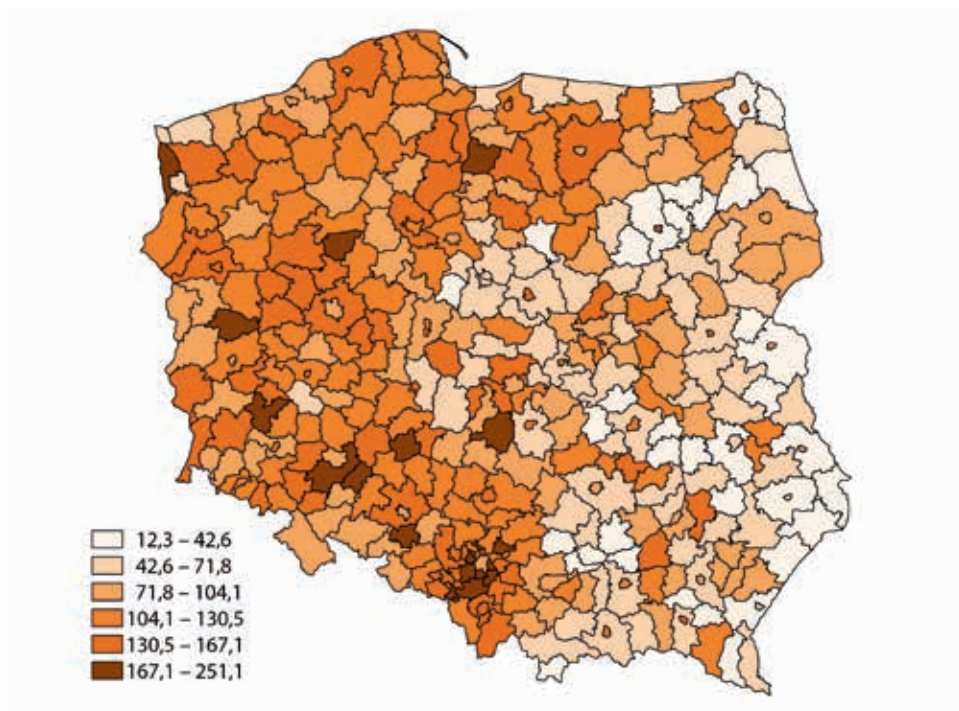 12,3 – 42,6
42,6 – 71,8
71,8 – 104,1
104,1 – 130,5
130,5 – 167,1
167,1 – 251,1